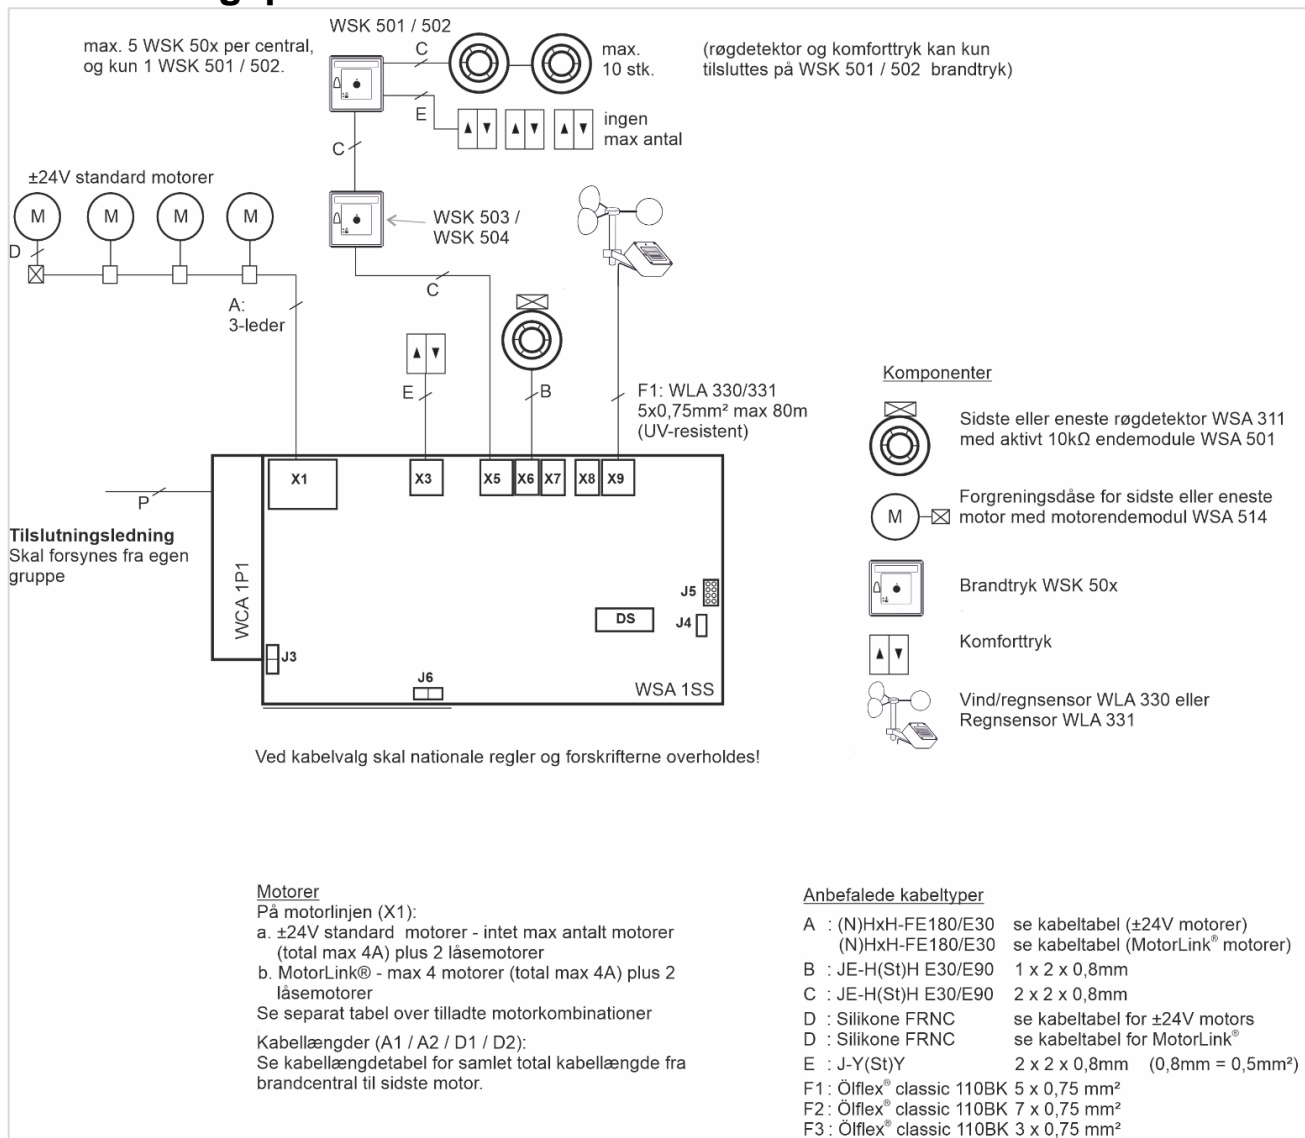 WSK 501 / 502
max. 5 WSK 50x per central,
og kun 1 WSK 501 / 502.
C
max.
10 stk.
(røgdetektor og komforttryk kan kun
tilsluttes på WSK 501 / 502 brandtryk)
E
ingen
max antal
C
±24V standard motorer
M
M
M
M
WSK 503 /
WSK 504
D
C
A:
3-leder
E
B
F1: WLA 330/331
5x0,75mm² max 80m
(UV-resistent)
X1
X3
X5
X6
X7
X8
X9
P
Tilslutningsledning
Skal forsynes fra egen
gruppe
WCA 1P1
J5
DS
J4
J3
J6
WSA 1SS
Komponenter
Sidste eller eneste røgdetektor WSA 311
med aktivt 10kΩ endemodule WSA 501
M
Forgreningsdåse for sidste eller eneste
motor med motorendemodul WSA 514
Brandtryk WSK 50x
Komforttryk
Vind/regnsensor WLA 330 eller
Regnsensor WLA 331
Ved kabelvalg skal nationale regler og forskrifterne overholdes!
Motorer
På motorlinjen (X1):
a. ±24V standard motorer - intet max antalt motorer
(total max 4A) plus 2 låsemotorer
b. MotorLink® - max 4 motorer (total max 4A) plus 2
låsemotorer
Se separat tabel over tilladte motorkombinationer
Kabellængder (A1 / A2 / D1 / D2):
Se kabellængdetabel for samlet total kabellængde fra
brandcentral til sidste motor.
Anbefalede kabeltyper
A : (N)HxH-FE180/E30 se kabeltabel (±24V motorer)
(N)HxH-FE180/E30 se kabeltabel (MotorLink® motorer)
B : JE-H(St)H E30/E90 1 x 2 x 0,8mm
C : JE-H(St)H E30/E90 2 x 2 x 0,8mm
D : Silikone FRNC se kabeltabel for ±24V motors
D : Silikone FRNC se kabeltabel for MotorLink®
E : J-Y(St)Y 2 x 2 x 0,8mm (0,8mm = 0,5mm²)
F1 : Ölflex® classic 110BK 5 x 0,75 mm²
F2 : Ölflex® classic 110BK 7 x 0,75 mm²
F3 : Ölflex® classic 110BK 3 x 0,75 mm²